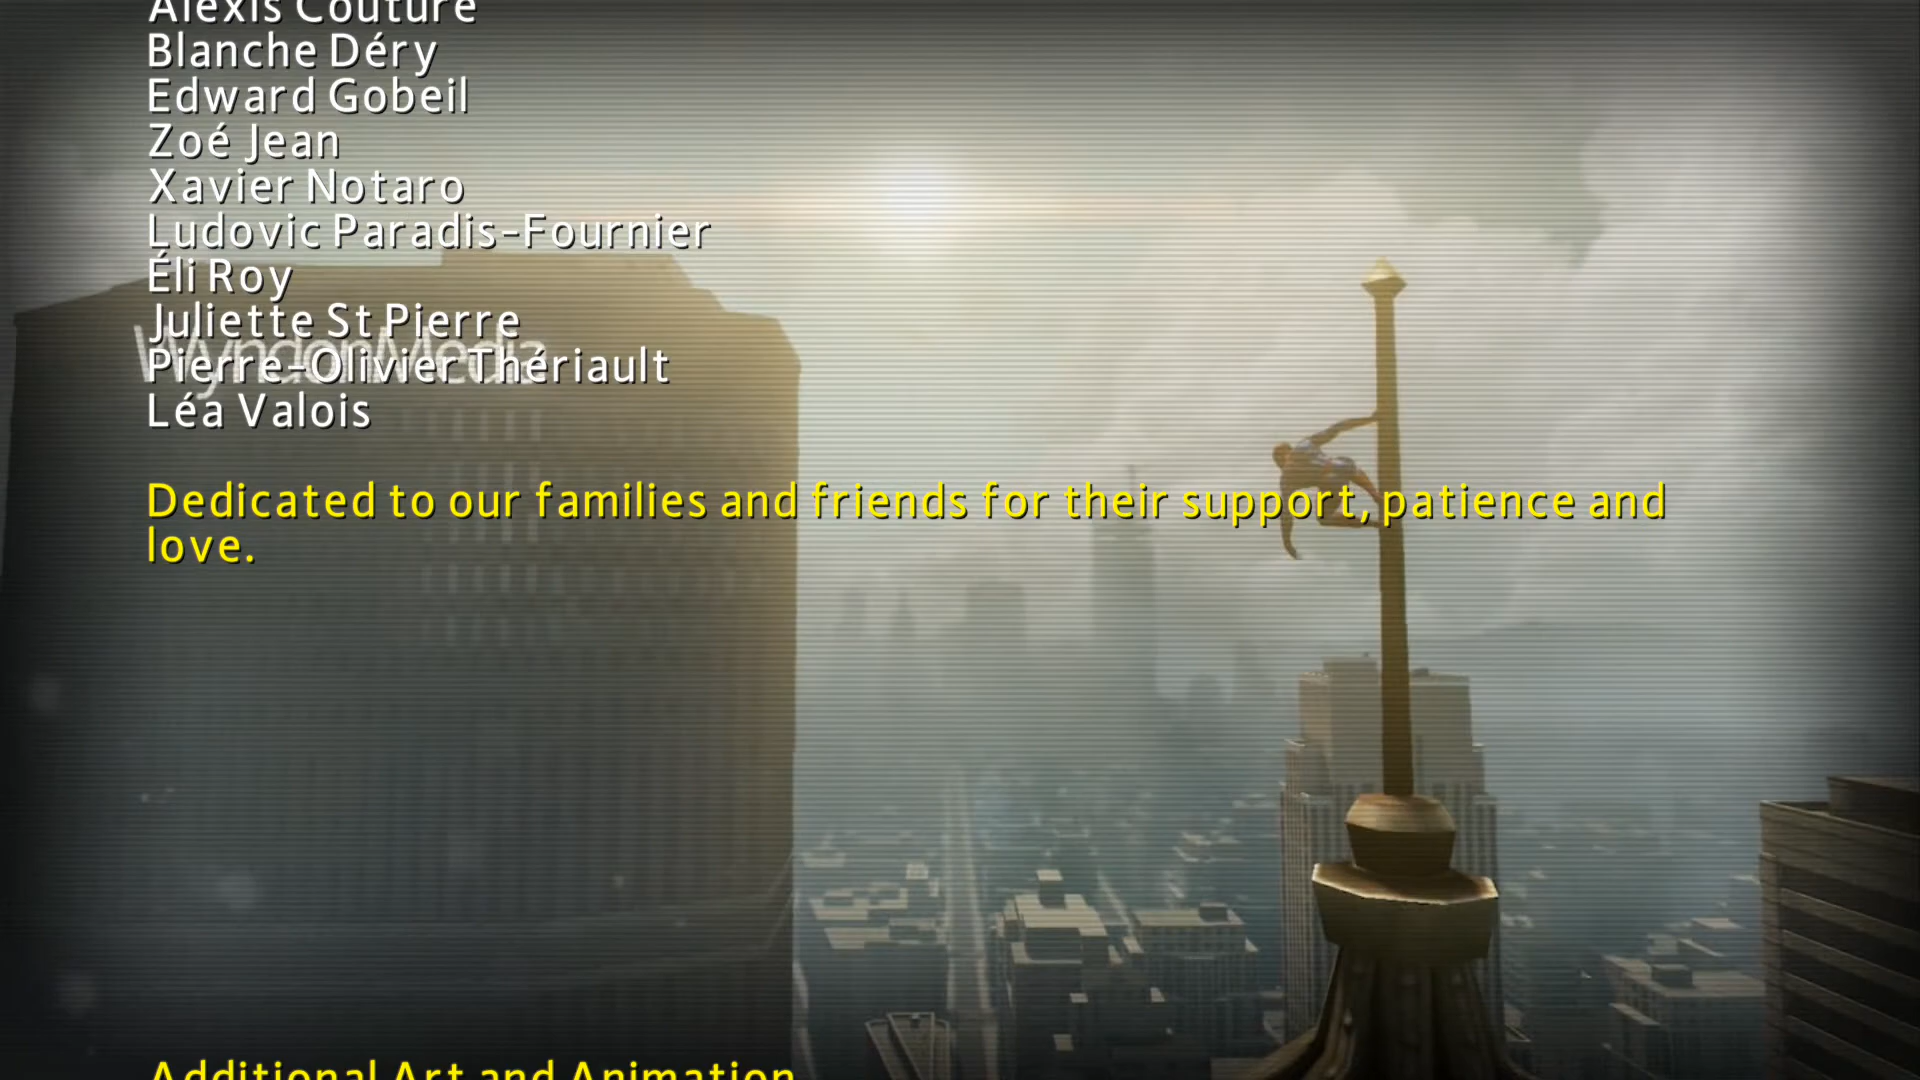 Alexis Couture
Blanche Déry
Edward Gobeil
Zoé Jean
Xavier Notaro
Ludovic Paradis-Fournier
Éli Roy
Juliette St Pierre
WyndonMedia
Pierre-Olivier Thériault
Léa Valois
Dedicated to our families and friends for their support, patience and
love.
Additional Art and Animation